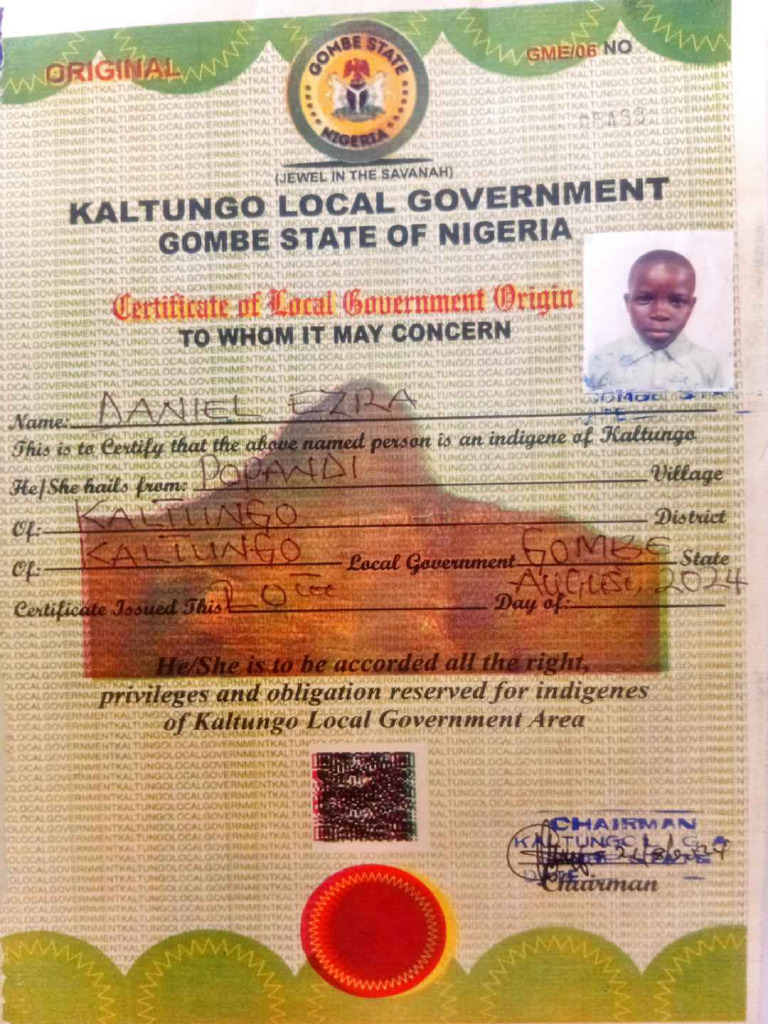 ORIGINAL
GOMBE STATE
NIGERIA
GME/06 NO
(JEWEL IN THE SAVANAH)
KALTUNGO LOCAL GOVERNMENT
GOMBE STATE OF NIGERIA
Certificate of Local Government Origin
TO WHOM IT MAY CONCERN
Name: DANIEL EZRA
This is to Certify that the above named person is an indigene of Kaltungo
He/She hails from: POPANDI Village
Of: KALTUNGO District
Of: KALTUNGO Local Government GOMBE State
Certificate Issued This 20th Day of: AUGUST, 2024
He/She is to be accorded all the right,
privileges and obligation reserved for indigenes
of Kaltungo Local Government Area
CHAIRMAN
KALTUNGO L.G.A
Chairman